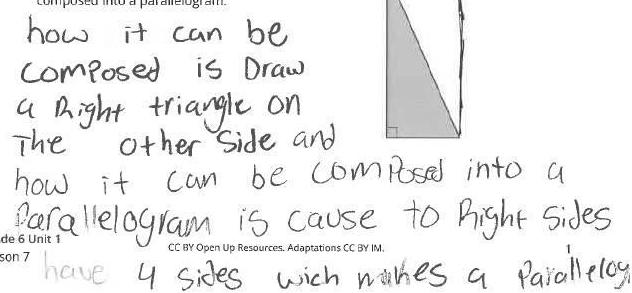 composed into a parallelogram.
how it can be
composed is Draw
a Right triangle on
The other side and
how it can be composed into a
Parallelogram is cause to Right Sides
de 6 Unit 1
CC BY Open Up Resources. Adaptations CC BY IM.
son 7
have 4 sides wich makes a Parallelog